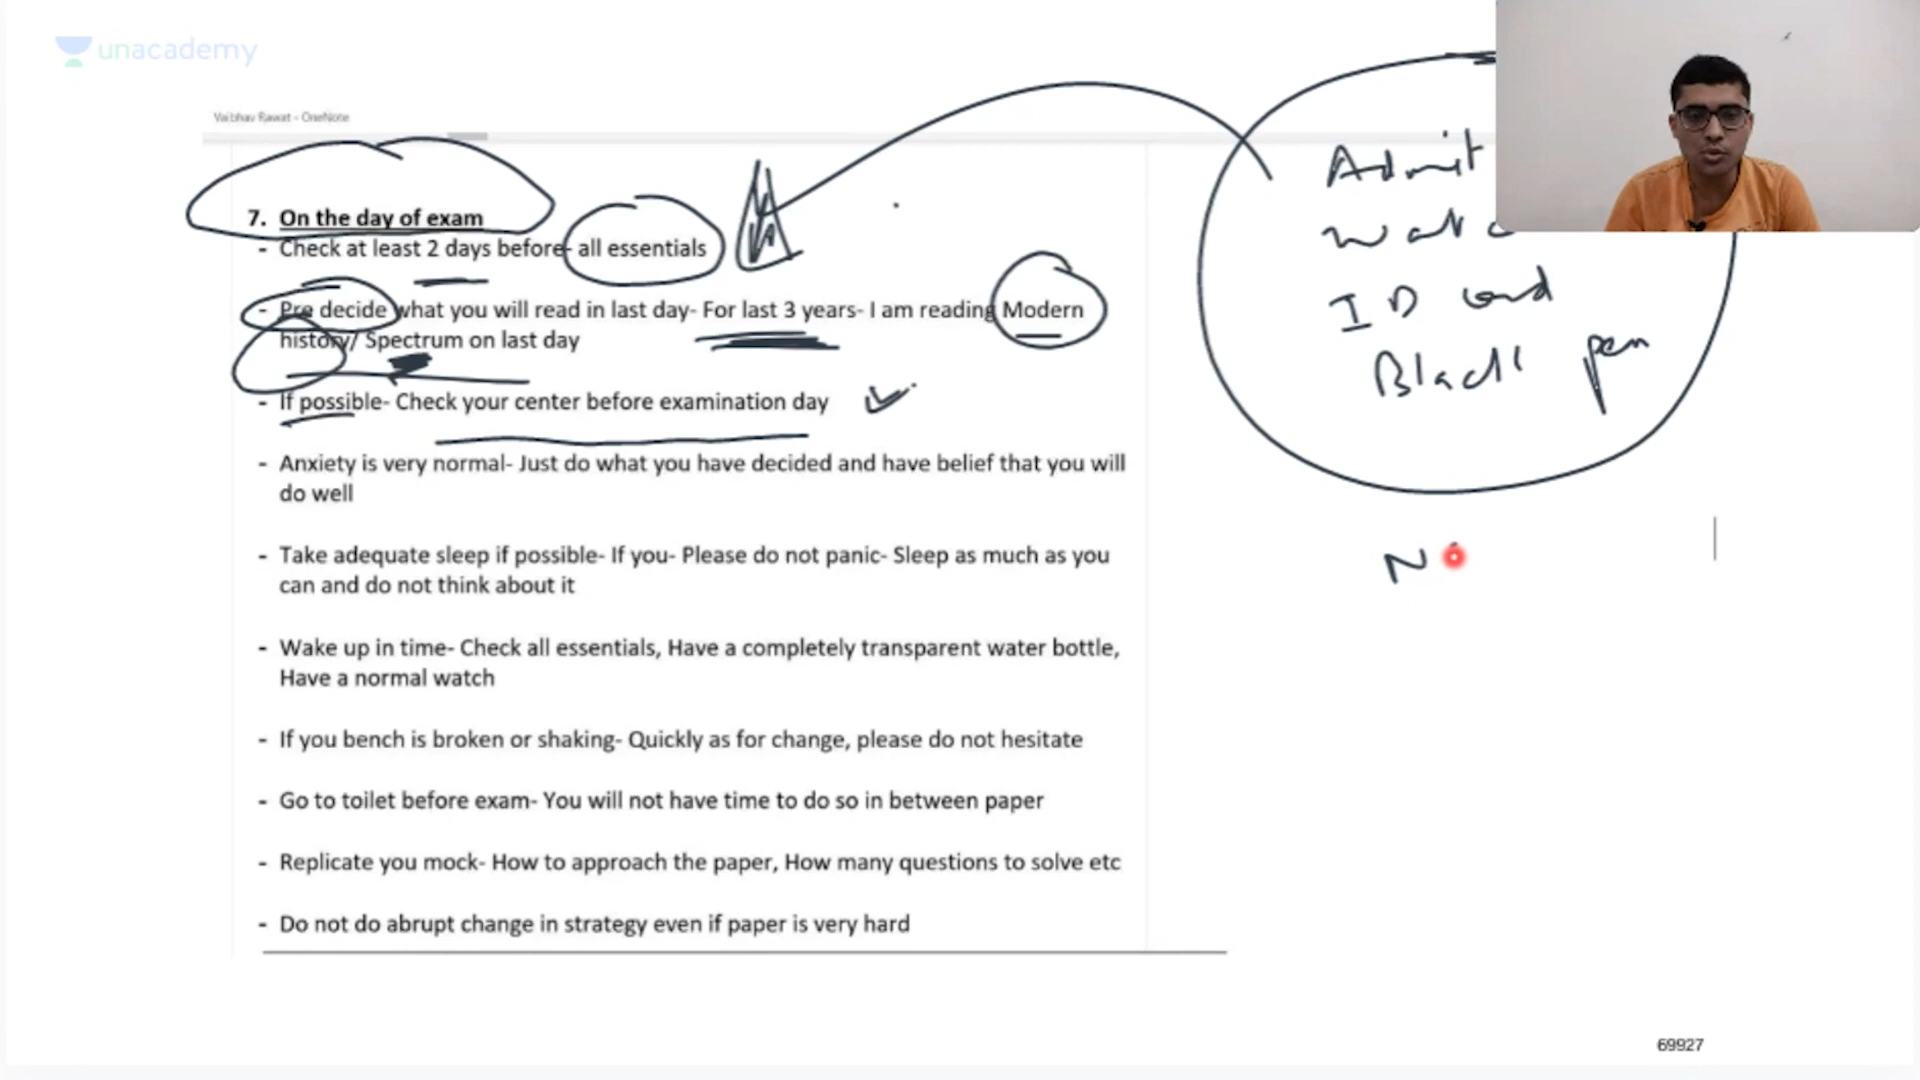 unacademy
Vaibhav Rawat - OneNote
7. On the day of exam
- Check at least 2 days before- all essentials
- Pre decide what you will read in last day- For last 3 years- I am reading Modern
history/ Spectrum on last day
- If possible- Check your center before examination day
- Anxiety is very normal- Just do what you have decided and have belief that you will
do well
- Take adequate sleep if possible- If you- Please do not panic- Sleep as much as you
can and do not think about it
- Wake up in time- Check all essentials, Have a completely transparent water bottle,
Have a normal watch
- If you bench is broken or shaking- Quickly as for change, please do not hesitate
- Go to toilet before exam- You will not have time to do so in between paper
- Replicate you mock- How to approach the paper, How many questions to solve etc
- Do not do abrupt change in strategy even if paper is very hard
Admit
ID card
Black pen
N
69927